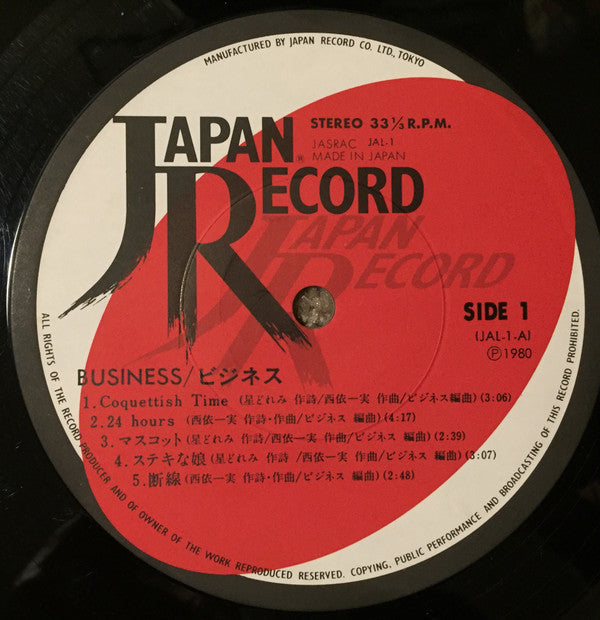 MANUFACTURED BY JAPAN RECORD CO. LTD., TOKYO
JAPAN
RECORD
®
STEREO 33⅓ R.P.M.
JASRAC JAL-1
MADE IN JAPAN
JAPAN
RECORD
SIDE 1
(JAL-1-A)
Ⓟ1980
BUSINESS/ビジネス
1.Coquettish Time (星どれみ 作詩/西依一実 作曲/ビジネス編曲)(3:06)
2.24 hours (西依一実 作詩・作曲/ビジネス 編曲)(4:17)
3.マスコット(星どれみ 作詩/西依一実 作曲/ビジネス 編曲)(2:39)
4.ステキな娘(星どれみ 作詩 /西依一実 作曲/ビジネス 編曲)(3:07)
5.断線(西依一実 作詩・作曲/ビジネス 編曲)(2:48)
ALL RIGHTS OF THE RECORD PRODUCER AND OF OWNER OF THE WORK REPRODUCED RESERVED. COPYING, PUBLIC PERFORMANCE AND BROADCASTING OF THIS RECORD PROHIBITED.